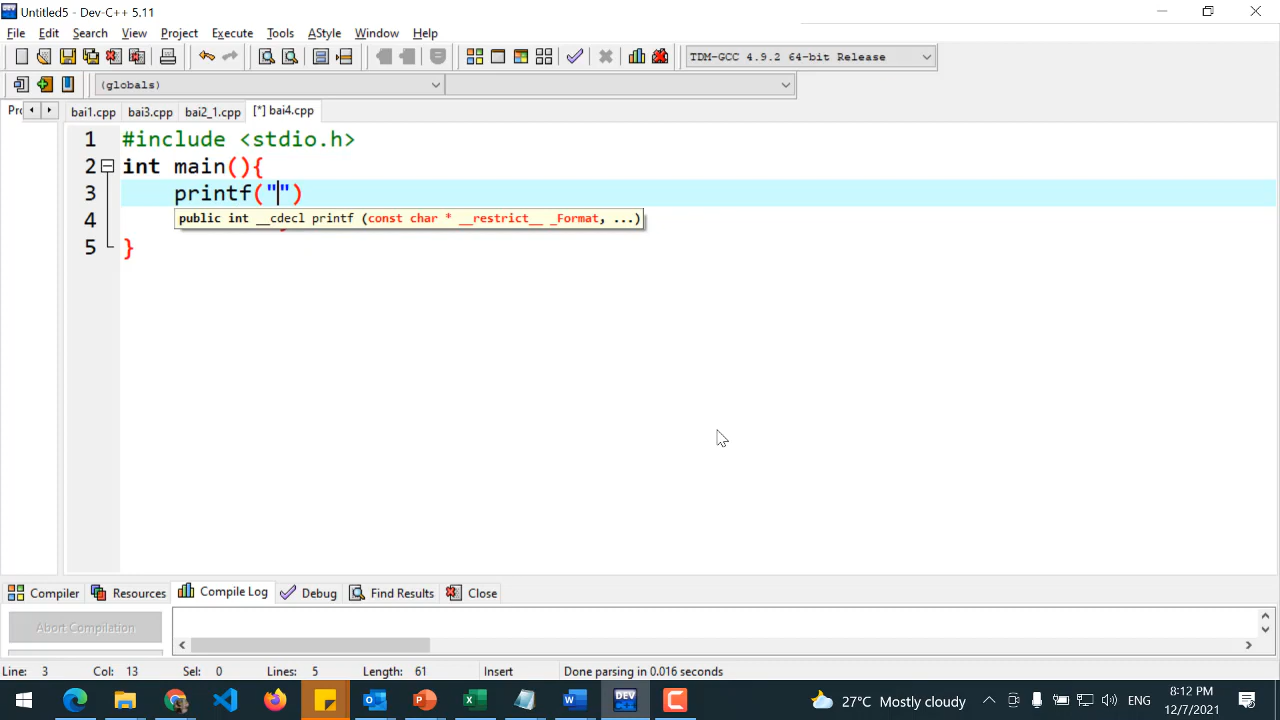 Untitled5 - Dev-C++ 5.11
File Edit Search View Project Execute Tools AStyle Window Help
TDM-GCC 4.9.2 64-bit Release
(globals)
Prc bai1.cpp bai3.cpp bai2_1.cpp [*] bai4.cpp
1 #include <stdio.h>
2 int main(){
3 printf("")
public int __cdecl printf (const char * __restrict__ _Format, ...)
4
5 }
Compiler Resources Compile Log Debug Find Results Close
Abort Compilation
Line: 3 Col: 13 Sel: 0 Lines: 5 Length: 61 Insert Done parsing in 0.016 seconds
DEV 27°C Mostly cloudy ENG 8:12 PM
12/7/2021